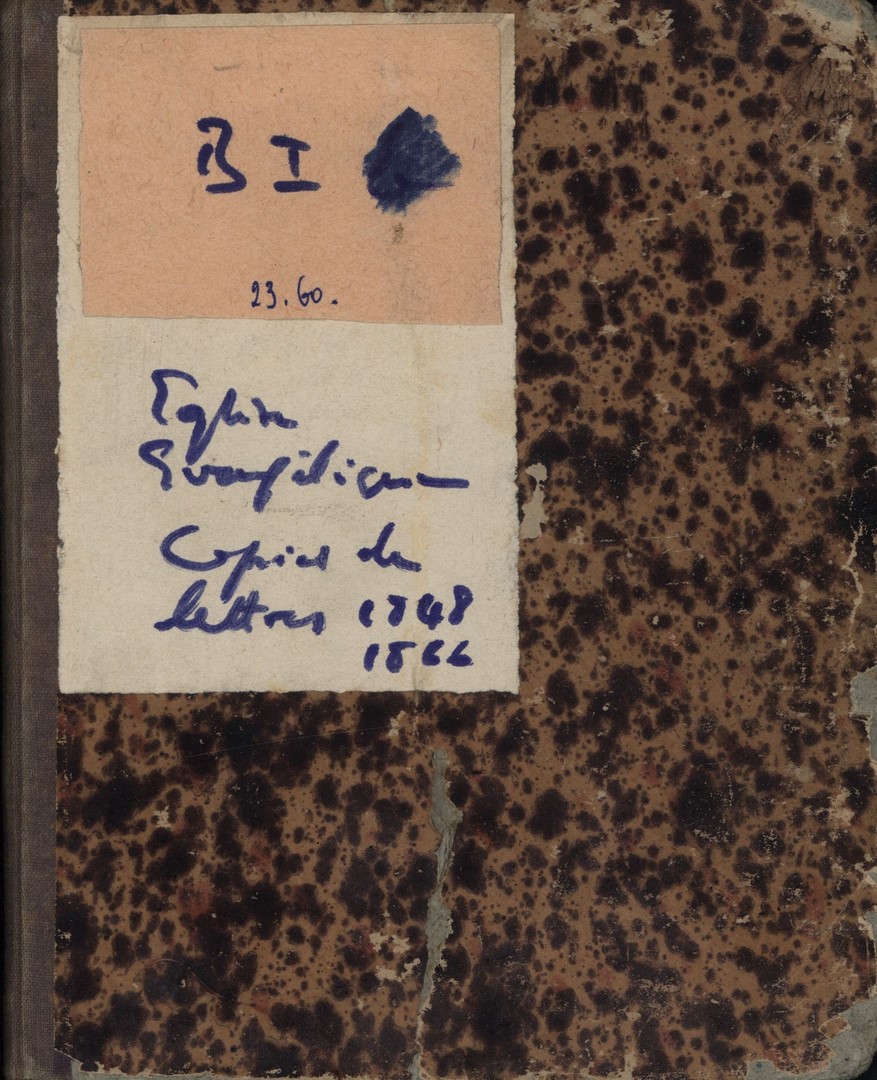 B I
23.60.
Eglise
Evangélique
Copies de
lettres 1848
1866